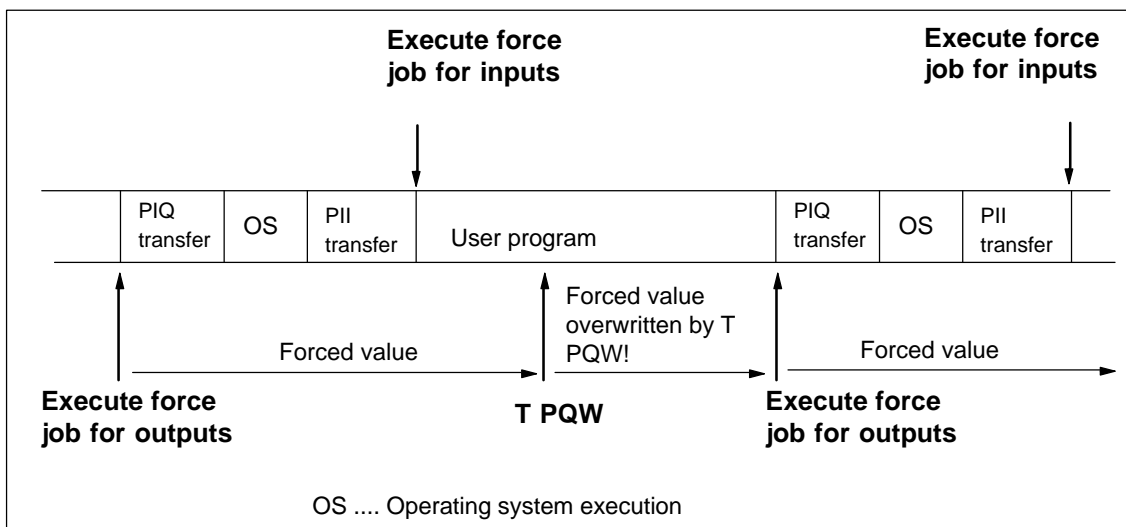 Execute force
job for inputs
Execute force
job for inputs
PIQ
transfer
OS
PII
transfer
User program
PIQ
transfer
OS
PII
transfer
Forced value
Forced value
overwritten by T
PQW!
Forced value
Execute force
job for outputs
T PQW
Execute force
job for outputs
OS .... Operating system execution